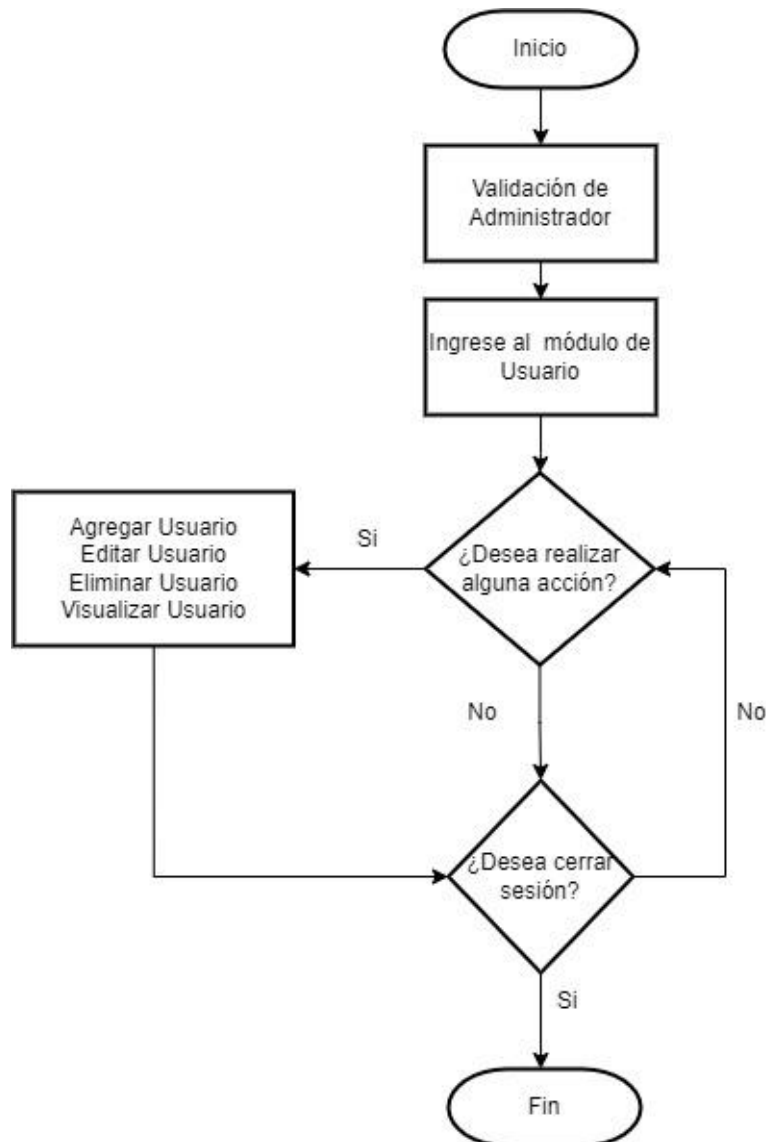 Inicio
Validación de
Administrador
Ingrese al módulo de
Usuario
¿Desea realizar
alguna acción?
Si
Agregar Usuario
Editar Usuario
Eliminar Usuario
Visualizar Usuario
No
No
¿Desea cerrar
sesión?
Si
Fin